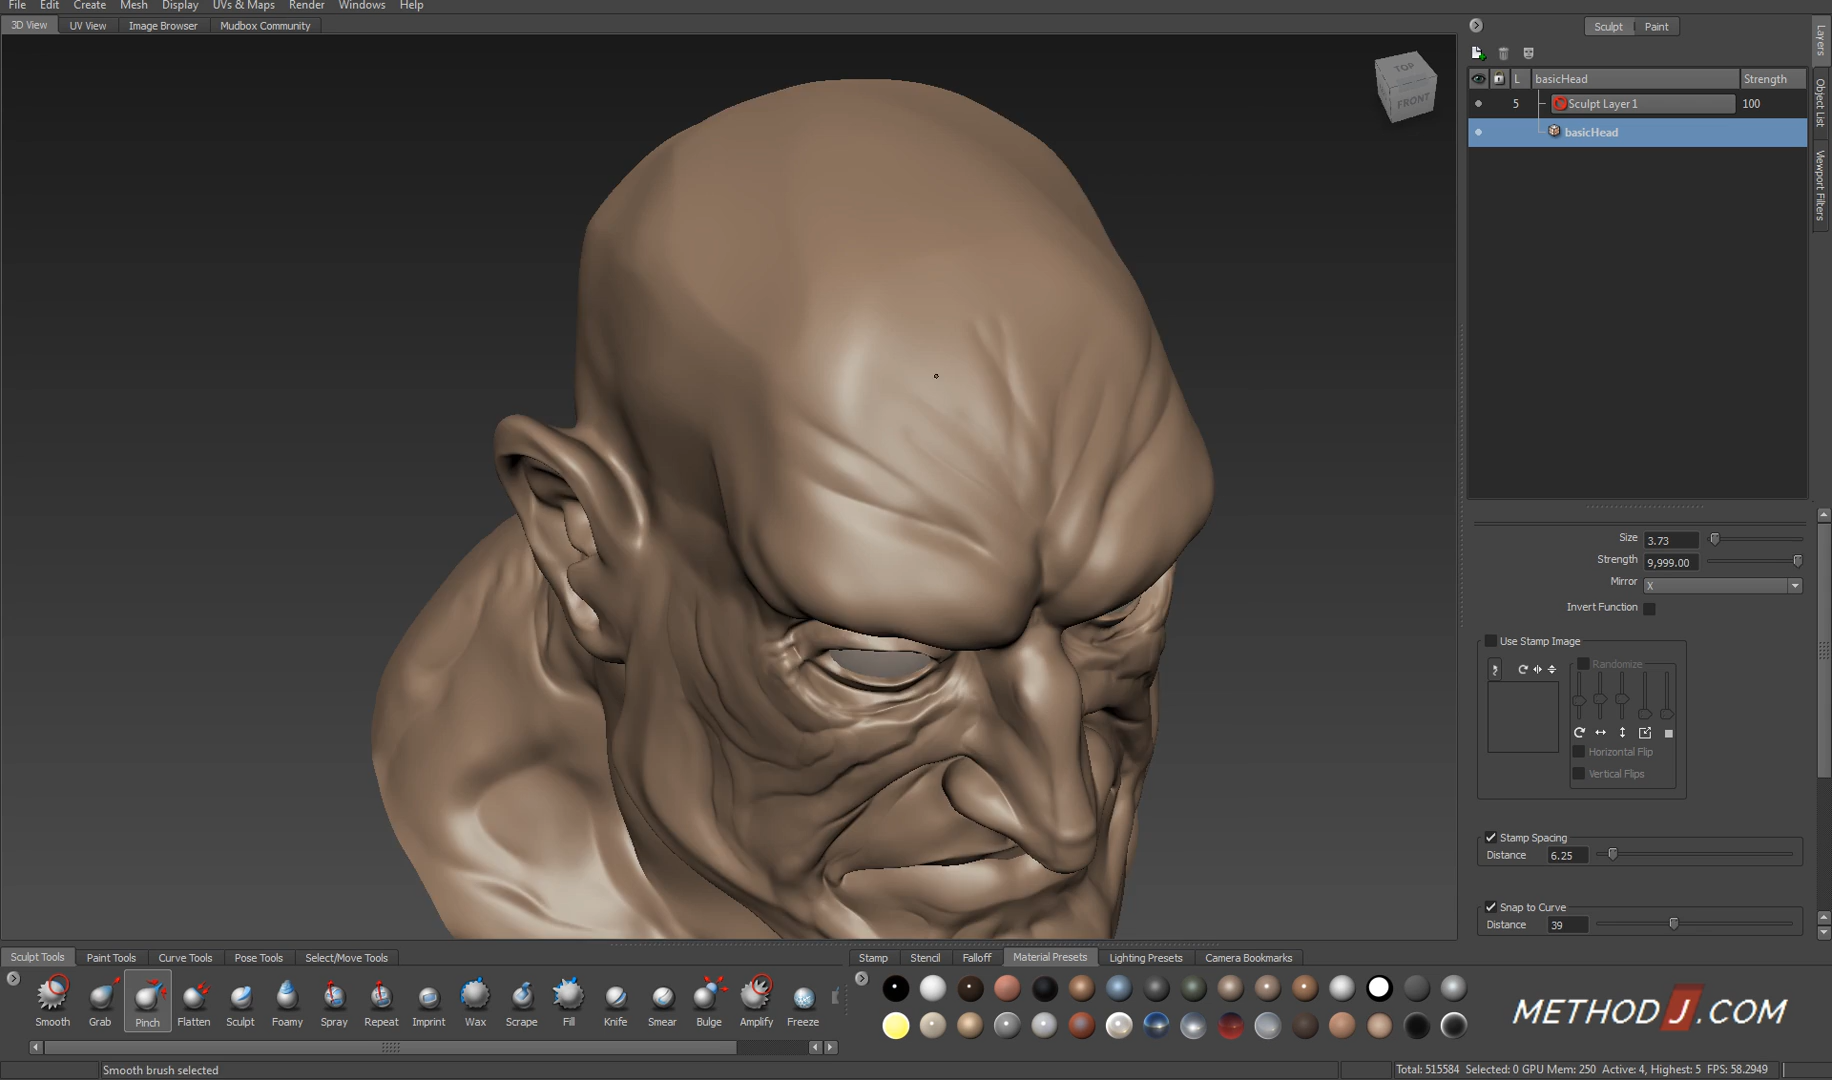 File Edit Create Mesh Display UVs & Maps Render Windows Help
3D View UV View Image Browser Mudbox Community
Sculpt Paint
L basicHead Strength
5 Sculpt Layer 1 100
basicHead
Layers
Object List
Viewport Filters
TOP
FRONT
Size 3.73
Strength 9,999.00
Mirror X
Invert Function
Use Stamp Image
Randomize
Horizontal Flip
Vertical Flips
Stamp Spacing
Distance 6.25
Snap to Curve
Distance 39
Sculpt Tools Paint Tools Curve Tools Pose Tools Select/Move Tools
Smooth Grab Pinch Flatten Sculpt Foamy Spray Repeat Imprint Wax Scrape Fill Knife Smear Bulge Amplify Freeze
Stamp Stencil Falloff Material Presets Lighting Presets Camera Bookmarks
METHOD J.COM
Smooth brush selected
Total: 515584 Selected: 0 GPU Mem: 250 Active: 4, Highest: 5 FPS: 58.2949